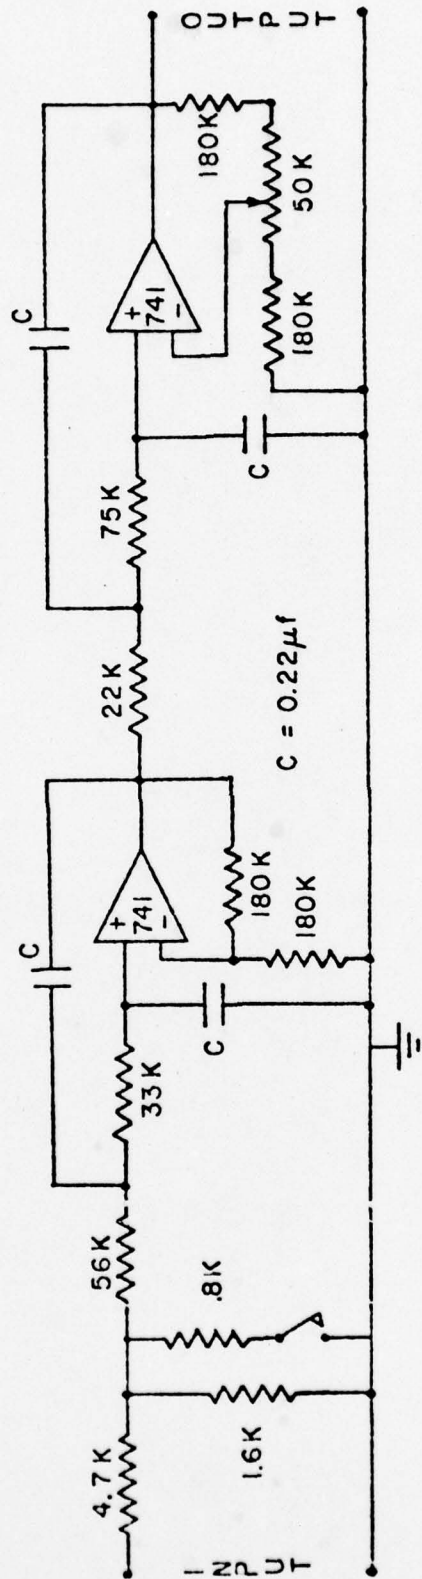 INPUT
4.7K
1.6K
.8K
56K
33K
C
C
+
741
-
180K
180K
22K
75K
C = 0.22µf
C
C
+
741
-
180K
50K
180K
OUTPUT